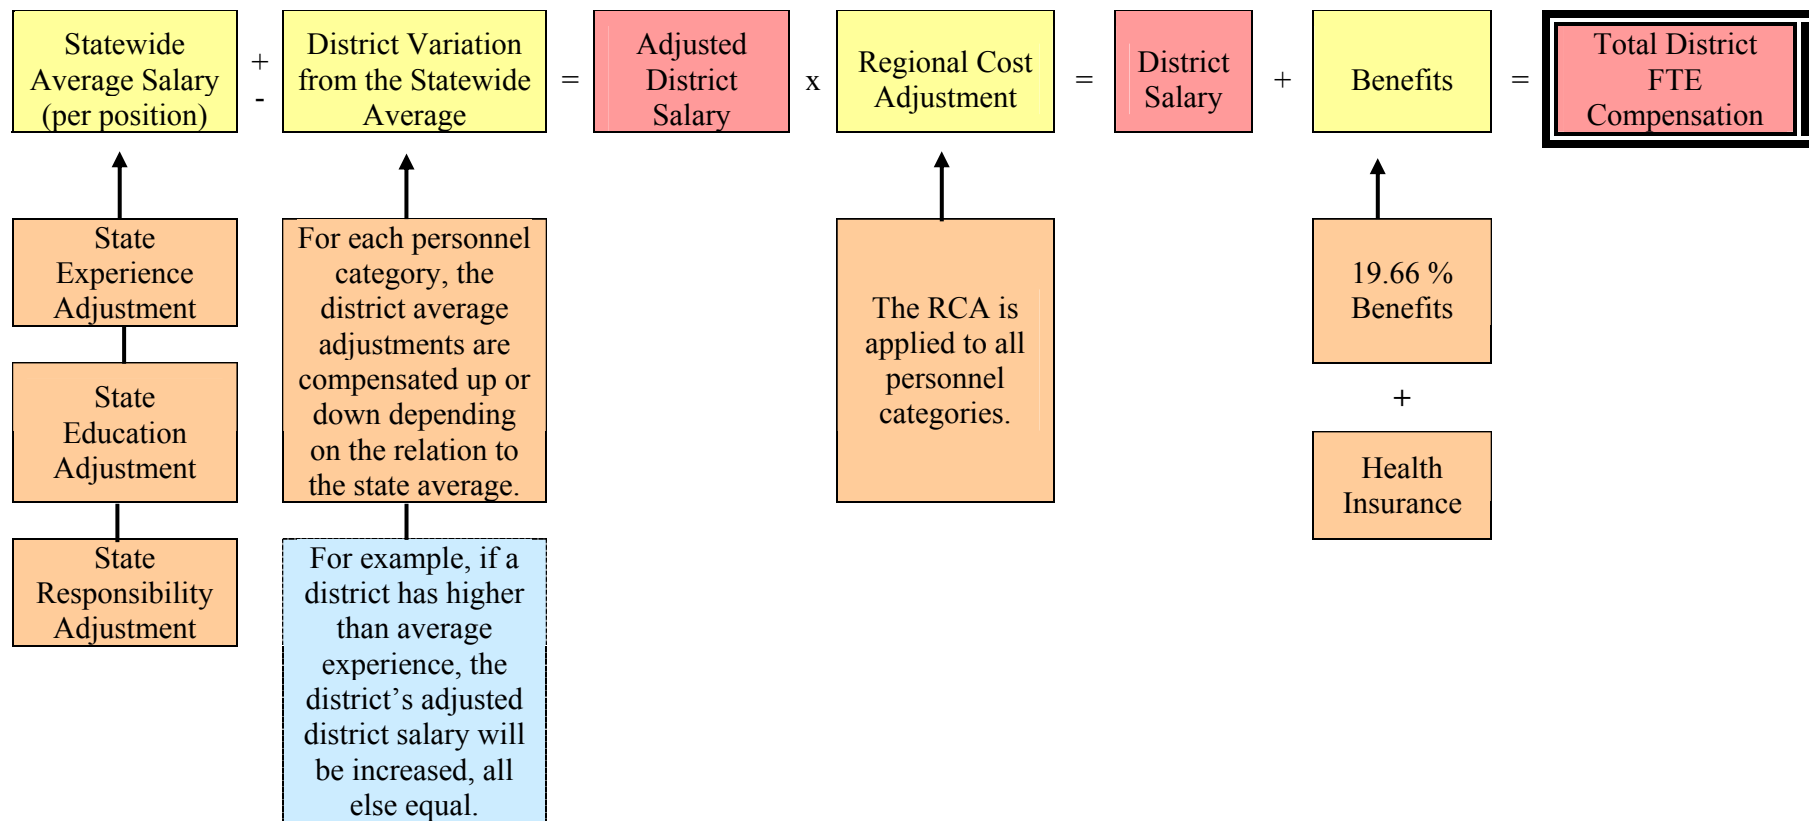 Statewide
Average Salary
(per position)
+
-
District Variation
from the Statewide
Average
=
Adjusted
District
Salary
x
Regional Cost
Adjustment
=
District
Salary
+
Benefits
=
Total District
FTE
Compensation
State
Experience
Adjustment
State
Education
Adjustment
State
Responsibility
Adjustment
For each personnel
category, the
district average
adjustments are
compensated up or
down depending
on the relation to
the state average.
For example, if a
district has higher
than average
experience, the
district’s adjusted
district salary will
be increased, all
else equal.
The RCA is
applied to all
personnel
categories.
19.66 %
Benefits
+
Health
Insurance